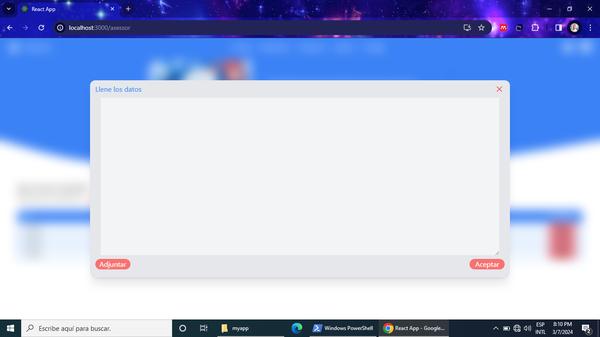 React App
localhost:3000/asessor
Llene los datos
Adjuntar
Aceptar
Escribe aquí para buscar.
myapp
Windows PowerShell
React App - Google...
ESP
INTL
8:10 PM
3/7/2024